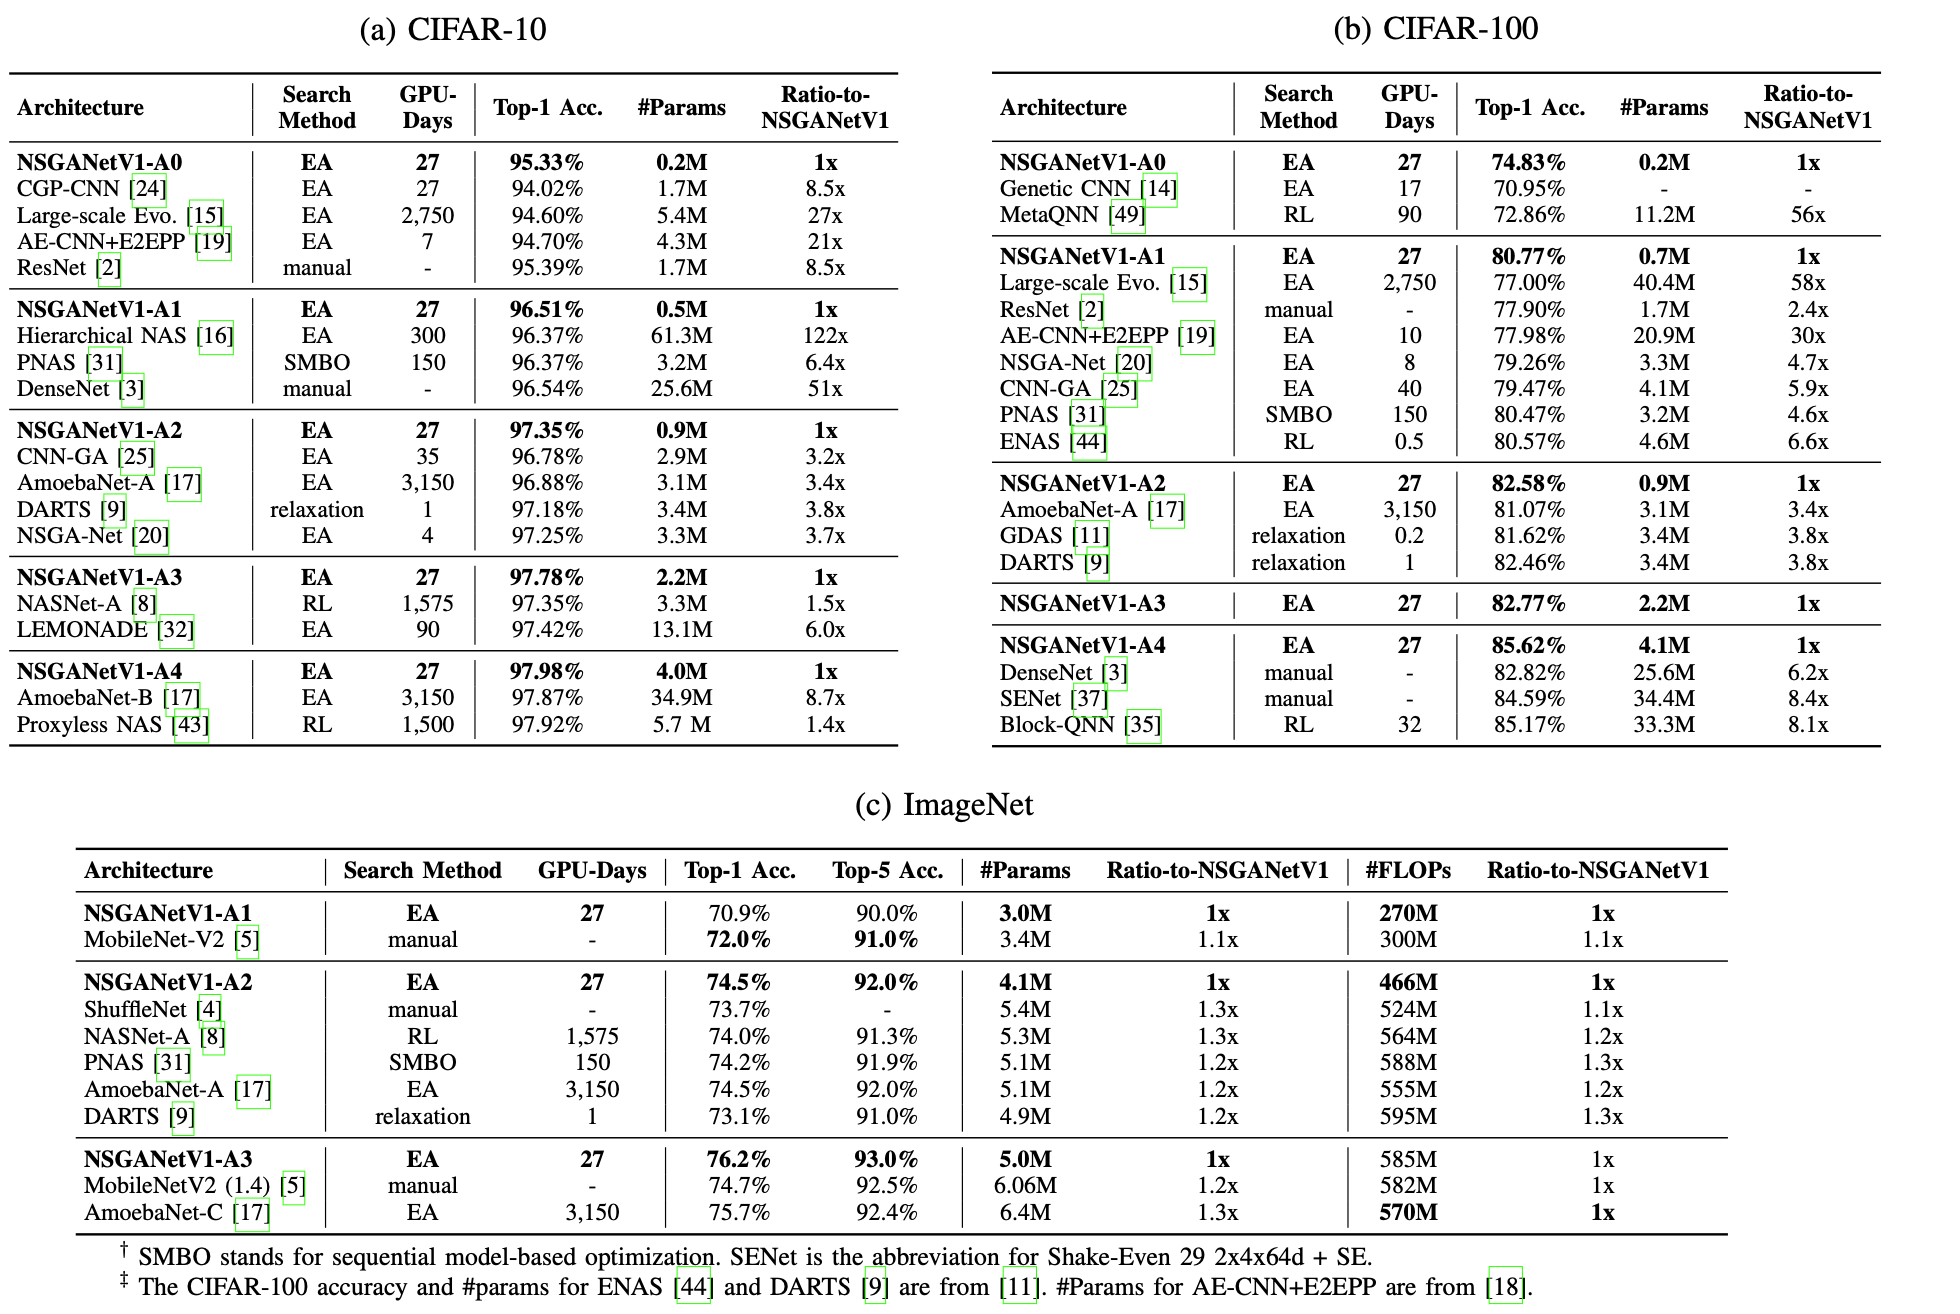 (a) CIFAR-10
Architecture Search Method GPU-Days Top-1 Acc. #Params Ratio-to-NSGANetV1
NSGANetV1-A0 EA 27 95.33% 0.2M 1x
CGP-CNN [24] EA 27 94.02% 1.7M 8.5x
Large-scale Evo. [15] EA 2,750 94.60% 5.4M 27x
AE-CNN+E2EPP [19] EA 7 94.70% 4.3M 21x
ResNet [2] manual - 95.39% 1.7M 8.5x
NSGANetV1-A1 EA 27 96.51% 0.5M 1x
Hierarchical NAS [16] EA 300 96.37% 61.3M 122x
PNAS [31] SMBO 150 96.37% 3.2M 6.4x
DenseNet [3] manual - 96.54% 25.6M 51x
NSGANetV1-A2 EA 27 97.35% 0.9M 1x
CNN-GA [25] EA 35 96.78% 2.9M 3.2x
AmoebaNet-A [17] EA 3,150 96.88% 3.1M 3.4x
DARTS [9] relaxation 1 97.18% 3.4M 3.8x
NSGA-Net [20] EA 4 97.25% 3.3M 3.7x
NSGANetV1-A3 EA 27 97.78% 2.2M 1x
NASNet-A [8] RL 1,575 97.35% 3.3M 1.5x
LEMONADE [32] EA 90 97.42% 13.1M 6.0x
NSGANetV1-A4 EA 27 97.98% 4.0M 1x
AmoebaNet-B [17] EA 3,150 97.87% 34.9M 8.7x
Proxyless NAS [43] RL 1,500 97.92% 5.7 M 1.4x
(b) CIFAR-100
Architecture Search Method GPU-Days Top-1 Acc. #Params Ratio-to-NSGANetV1
NSGANetV1-A0 EA 27 74.83% 0.2M 1x
Genetic CNN [14] EA 17 70.95% - -
MetaQNN [49] RL 90 72.86% 11.2M 56x
NSGANetV1-A1 EA 27 80.77% 0.7M 1x
Large-scale Evo. [15] EA 2,750 77.00% 40.4M 58x
ResNet [2] manual - 77.90% 1.7M 2.4x
AE-CNN+E2EPP [19] EA 10 77.98% 20.9M 30x
NSGA-Net [20] EA 8 79.26% 3.3M 4.7x
CNN-GA [25] EA 40 79.47% 4.1M 5.9x
PNAS [31] SMBO 150 80.47% 3.2M 4.6x
ENAS [44] RL 0.5 80.57% 4.6M 6.6x
NSGANetV1-A2 EA 27 82.58% 0.9M 1x
AmoebaNet-A [17] EA 3,150 81.07% 3.1M 3.4x
GDAS [11] relaxation 0.2 81.62% 3.4M 3.8x
DARTS [9] relaxation 1 82.46% 3.4M 3.8x
NSGANetV1-A3 EA 27 82.77% 2.2M 1x
NSGANetV1-A4 EA 27 85.62% 4.1M 1x
DenseNet [3] manual - 82.82% 25.6M 6.2x
SENet [37] manual - 84.59% 34.4M 8.4x
Block-QNN [35] RL 32 85.17% 33.3M 8.1x
(c) ImageNet
Architecture Search Method GPU-Days Top-1 Acc. Top-5 Acc. #Params Ratio-to-NSGANetV1 #FLOPs Ratio-to-NSGANetV1
NSGANetV1-A1 EA 27 70.9% 90.0% 3.0M 1x 270M 1x
MobileNet-V2 [5] manual - 72.0% 91.0% 3.4M 1.1x 300M 1.1x
NSGANetV1-A2 EA 27 74.5% 92.0% 4.1M 1x 466M 1x
ShuffleNet [4] manual - 73.7% - 5.4M 1.3x 524M 1.1x
NASNet-A [8] RL 1,575 74.0% 91.3% 5.3M 1.3x 564M 1.2x
PNAS [31] SMBO 150 74.2% 91.9% 5.1M 1.2x 588M 1.3x
AmoebaNet-A [17] EA 3,150 74.5% 92.0% 5.1M 1.2x 555M 1.2x
DARTS [9] relaxation 1 73.1% 91.0% 4.9M 1.2x 595M 1.3x
NSGANetV1-A3 EA 27 76.2% 93.0% 5.0M 1x 585M 1x
MobileNetV2 (1.4) [5] manual - 74.7% 92.5% 6.06M 1.2x 582M 1x
AmoebaNet-C [17] EA 3,150 75.7% 92.4% 6.4M 1.3x 570M 1x
† SMBO stands for sequential model-based optimization. SENet is the abbreviation for Shake-Even 29 2x4x64d + SE.
‡ The CIFAR-100 accuracy and #params for ENAS [44] and DARTS [9] are from [11]. #Params for AE-CNN+E2EPP are from [18].